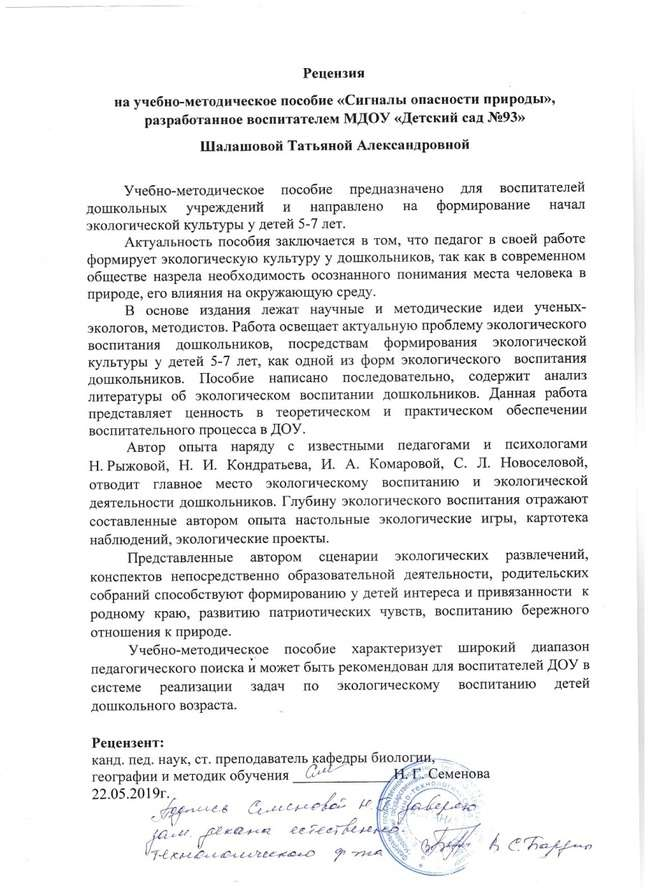 Рецензия
на учебно-методическое пособие «Сигналы опасности природы»,
разработанное воспитателем МДОУ «Детский сад №93»
Шалашовой Татьяной Александровной
Учебно-методическое пособие предназначено для воспитателей
дошкольных учреждений и направлено на формирование начал
экологической культуры у детей 5-7 лет.
Актуальность пособия заключается в том, что педагог в своей работе
формирует экологическую культуру у дошкольников, так как в современном
обществе назрела необходимость осознанного понимания места человека в
природе, его влияния на окружающую среду.
В основе издания лежат научные и методические идеи ученых-
экологов, методистов. Работа освещает актуальную проблему экологического
воспитания дошкольников, посредствам формирования экологической
культуры у детей 5-7 лет, как одной из форм экологического воспитания
дошкольников. Пособие написано последовательно, содержит анализ
литературы об экологическом воспитании дошкольников. Данная работа
представляет ценность в теоретическом и практическом обеспечении
воспитательного процесса в ДОУ.
Автор опыта наряду с известными педагогами и психологами
Н. Рыжовой, Н. И. Кондратьева, И. А. Комаровой, С. Л. Новоселовой,
отводит главное место экологическому воспитанию и экологической
деятельности дошкольников. Глубину экологического воспитания отражают
составленные автором опыта настольные экологические игры, картотека
наблюдений, экологические проекты.
Представленные автором сценарии экологических развлечений,
конспектов непосредственно образовательной деятельности, родительских
собраний способствуют формированию у детей интереса и привязанности к
родному краю, развитию патриотических чувств, воспитанию бережного
отношения к природе.
Учебно-методическое пособие характеризует широкий диапазон
педагогического поиска и может быть рекомендован для воспитателей ДОУ в
системе реализации задач по экологическому воспитанию детей
дошкольного возраста.
Рецензент:
канд. пед. наук, ст. преподаватель кафедры биологии,
географии и методик обучения Н. Г. Семенова
22.05.2019г.
Подпись Семеновой Н.Г. заверяю
зам. декана естественно-
технологического ф-та